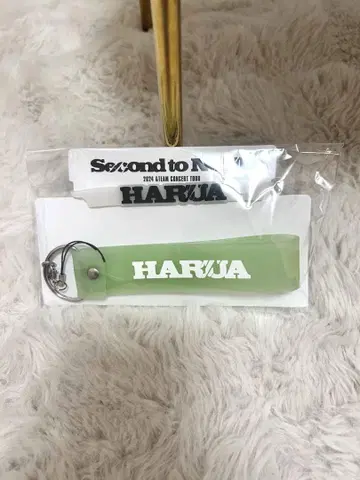 Second to N
2024 &TEAM CONCERT TOUR
HARUA
HARUA